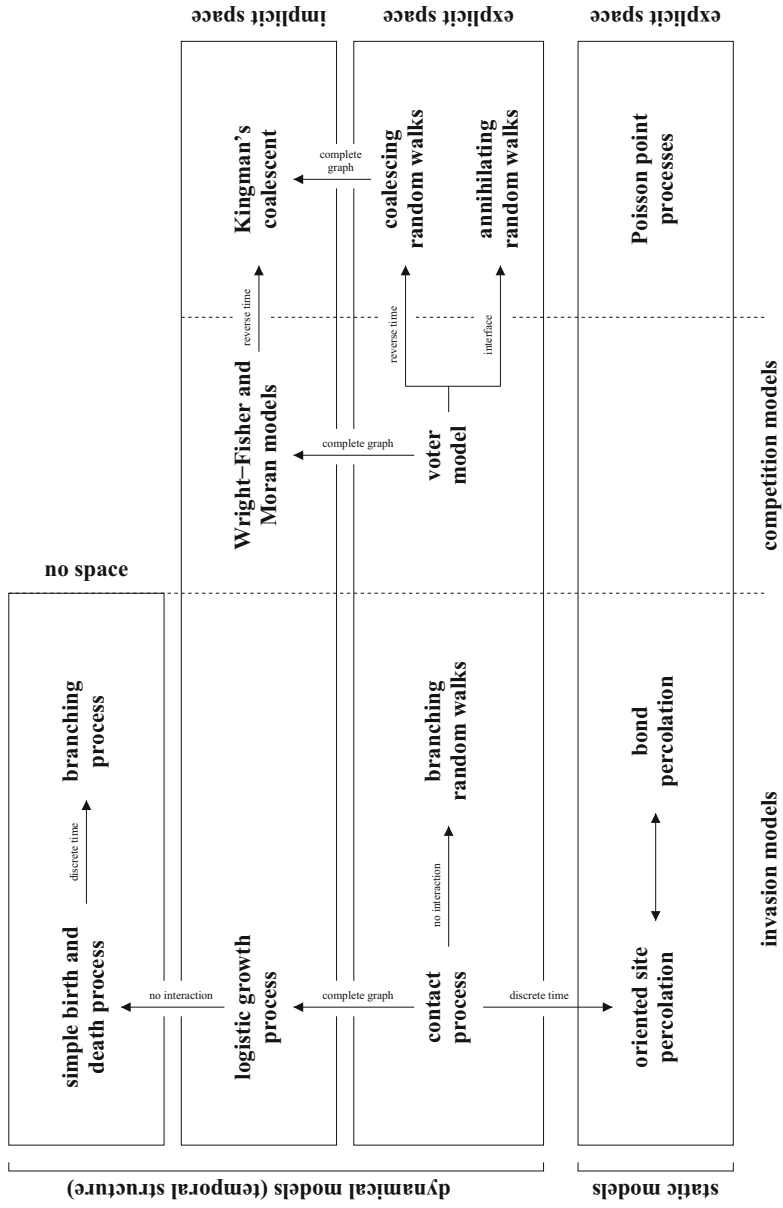 no space
simple birth and
death process
discrete time
branching
process
no interaction
dynamical models (temporal structure)
logistic growth
process
Wright–Fisher and
Moran models
reverse time
Kingman's
coalescent
implicit space
complete graph
complete graph
complete
graph
contact
process
no interaction
branching
random walks
voter
model
reverse time
interface
coalescing
random walks
annihilating
random walks
explicit space
discrete time
static models
oriented site
percolation
bond
percolation
Poisson point
processes
explicit space
invasion models
competition models